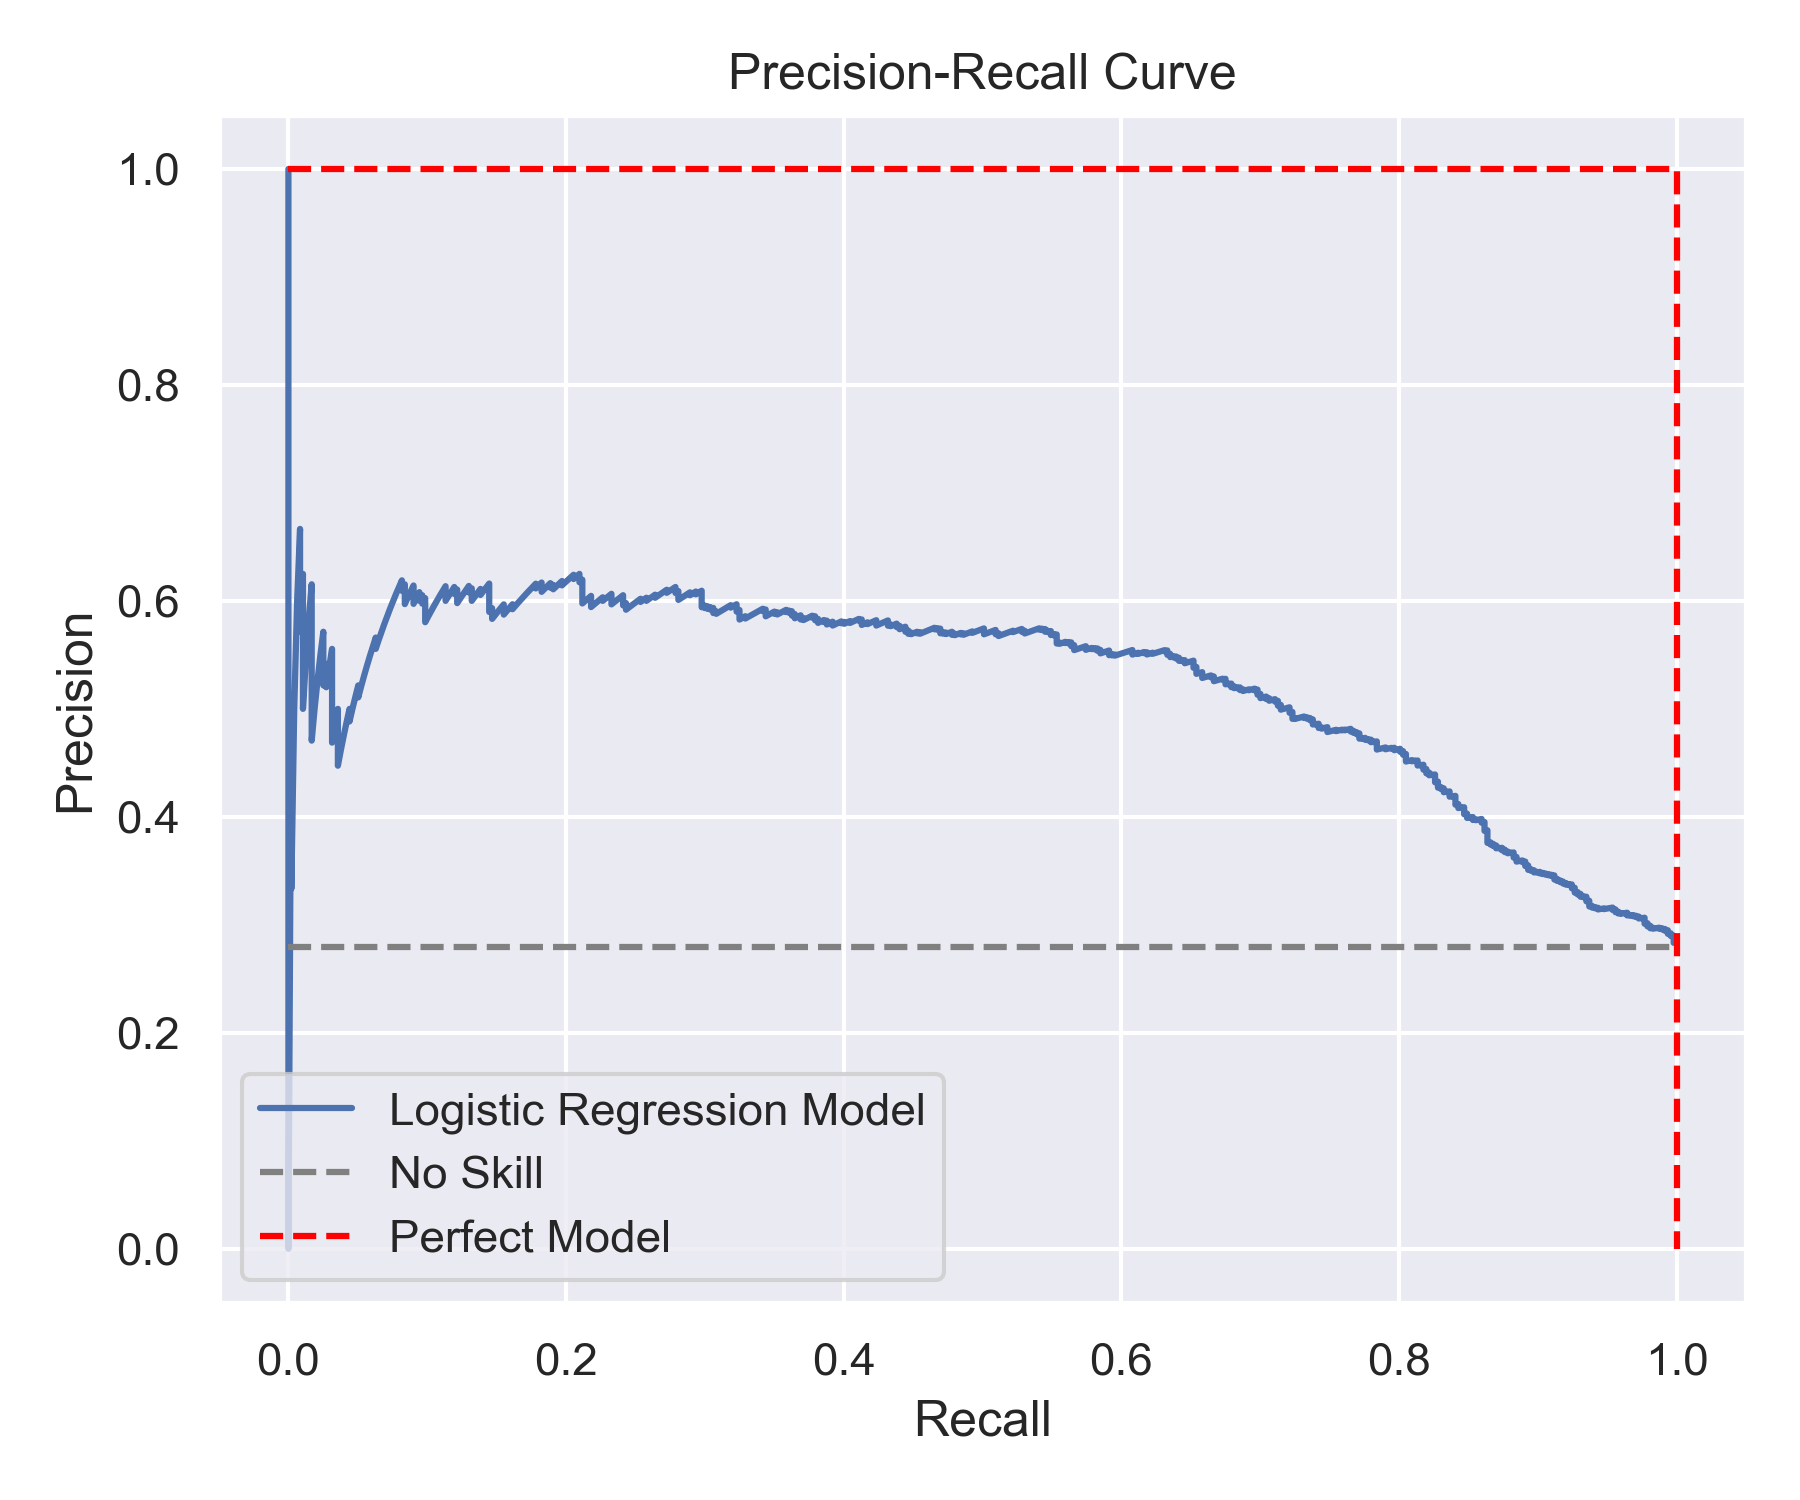 Precision-Recall Curve
1.0
0.8
0.6
0.4
0.2
0.0
Precision
Logistic Regression Model
No Skill
Perfect Model
0.0 0.2 0.4 0.6 0.8 1.0
Recall